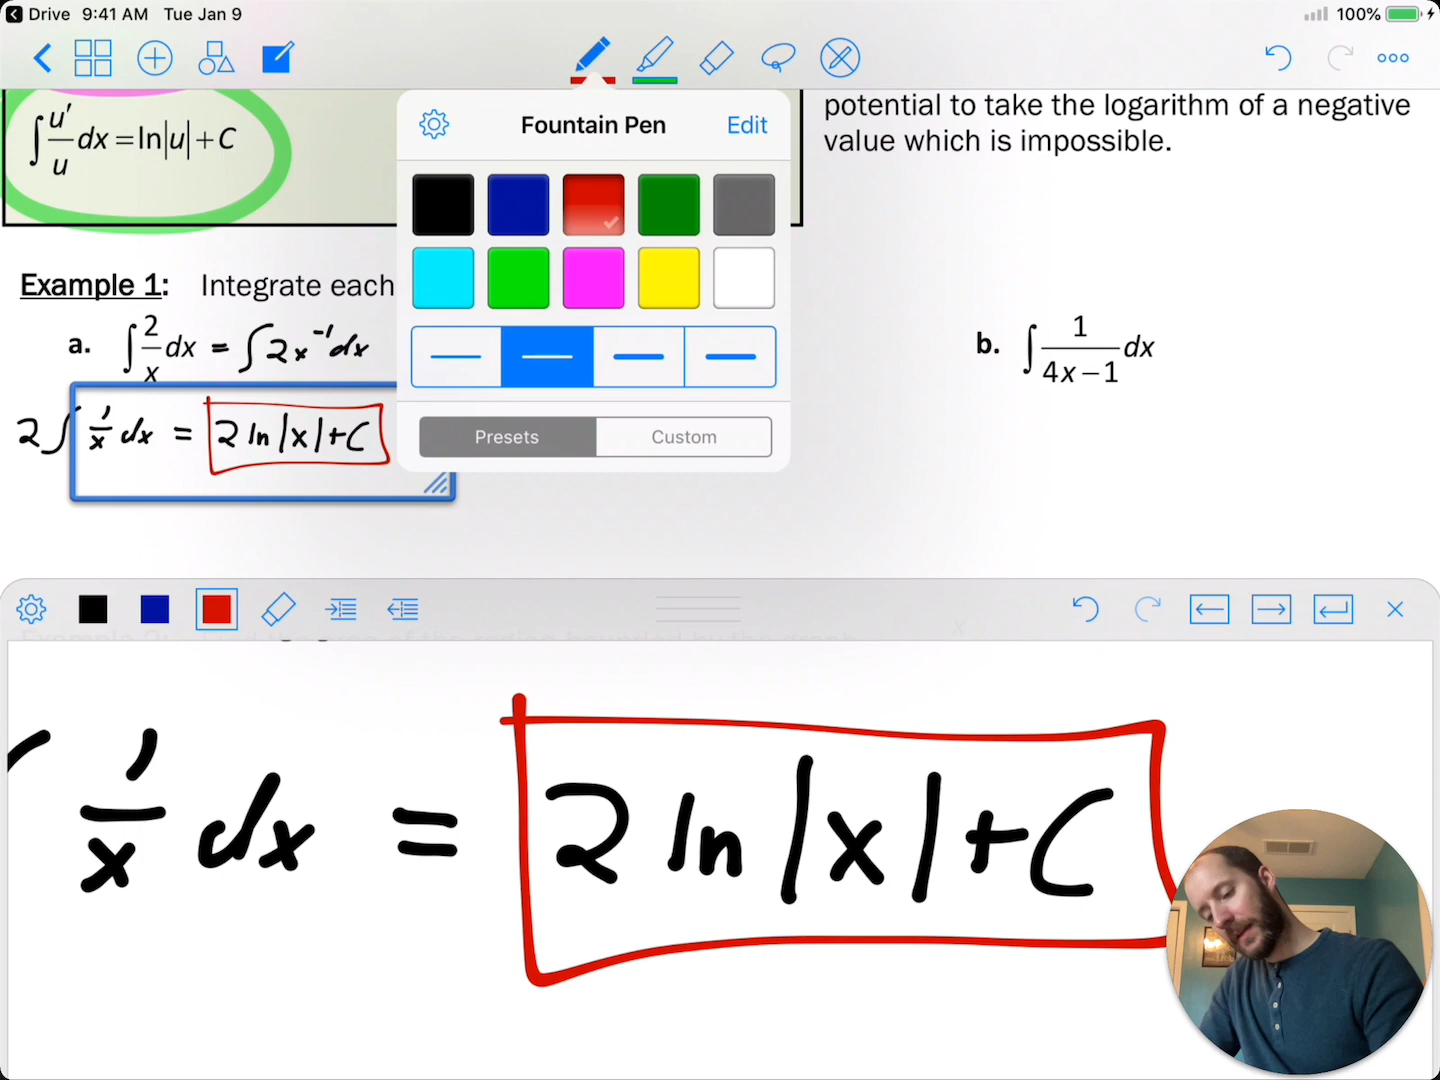 Drive 9:41 AM Tue Jan 9 100%
∫ u'/u dx = ln|u| + C
potential to take the logarithm of a negative
value which is impossible.
Fountain Pen Edit
Presets Custom
Example 1: Integrate each
a. ∫ 2/x dx = ∫ 2x⁻¹ dx
2∫ 1/x dx = 2 ln|x| + C
b. ∫ 1/(4x − 1) dx
1/x dx = 2 ln|x| + C